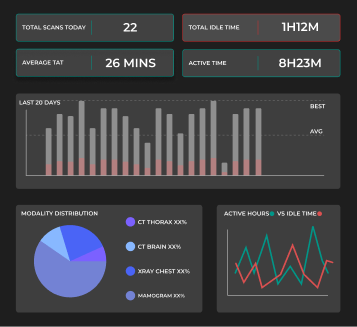 TOTAL SCANS TODAY 22
TOTAL IDLE TIME 1H12M
AVERAGE TAT 26 MINS
ACTIVE TIME 8H23M
LAST 20 DAYS
BEST
AVG
MODALITY DISTRIBUTION
CT THORAX XX%
CT BRAIN XX%
XRAY CHEST XX%
MAMOGRAM XX%
ACTIVE HOURS VS IDLE TIME